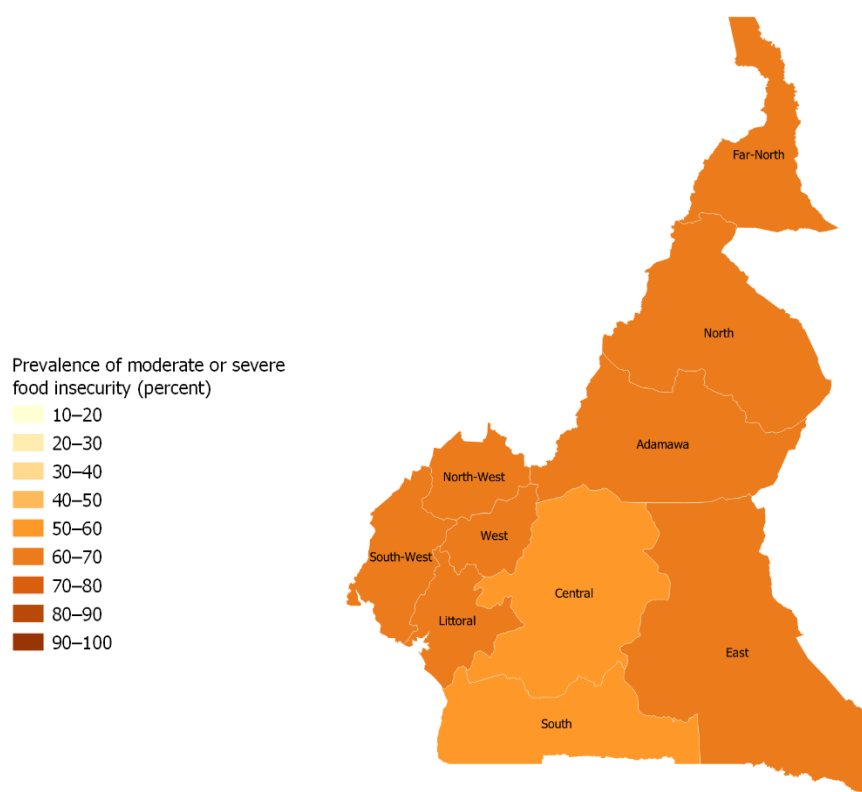 Far-North
North
Prevalence of moderate or severe
food insecurity (percent)
10–20
20–30
30–40
40–50
50–60
60–70
70–80
80–90
90–100
Adamawa
North-West
West
South-West
Central
Littoral
East
South